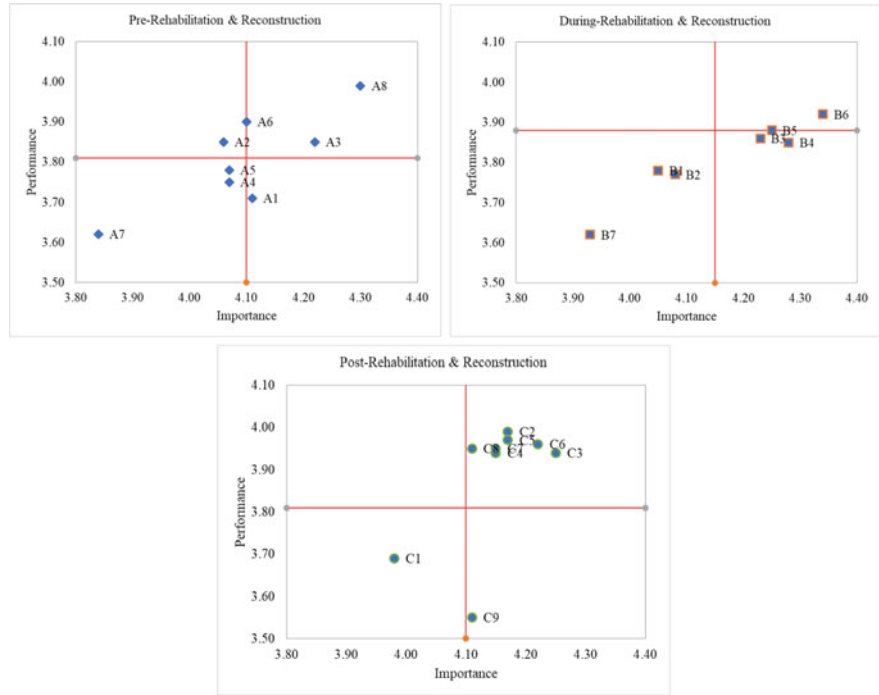 Pre-Rehabilitation & Reconstruction
4.10
4.00
3.90
3.80
3.70
3.60
3.50
Performance
A8
A6
A2
A3
A5
A4
A1
A7
3.80 3.90 4.00 4.10 4.20 4.30 4.40
Importance
During-Rehabilitation & Reconstruction
4.10
4.00
3.90
3.80
3.70
3.60
3.50
Performance
B6
B5
B3
B4
B1
B2
B7
3.80 3.90 4.00 4.10 4.20 4.30 4.40
Importance
Post-Rehabilitation & Reconstruction
4.10
4.00
3.90
3.80
3.70
3.60
3.50
Performance
C2
C5
C6
C8
C7
C4
C3
C1
C9
3.80 3.90 4.00 4.10 4.20 4.30 4.40
Importance